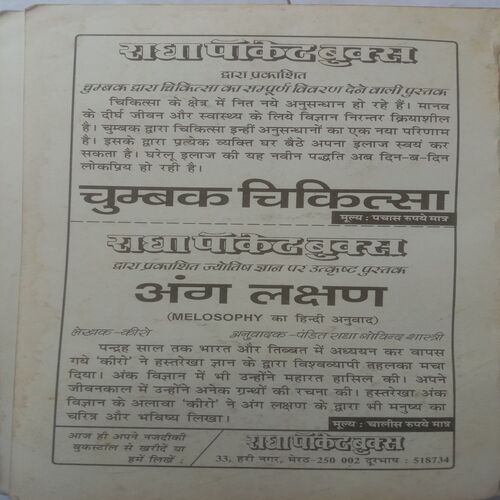 राधा पॉकेट बुक्स
द्वारा प्रकाशित
चुम्बक द्वारा चिकित्सा का सम्पूर्ण विवरण देने वाली पुस्तक
चिकित्सा के क्षेत्र में नित नये अनुसन्धान हो रहे हैं। मानव
के दीर्घ जीवन और स्वास्थ्य के लिये विज्ञान निरन्तर क्रियाशील
है। चुम्बक द्वारा चिकित्सा इन्हीं अनुसन्धानों का एक नया परिणाम
है। इसके द्वारा प्रत्येक व्यक्ति घर बैठे अपना इलाज स्वयं कर
सकता है। घरेलू इलाज की यह नवीन पद्धति अब दिन-ब-दिन
लोकप्रिय हो रही है।
चुम्बक चिकित्सा
मूल्य : पचास रुपये मात्र
राधा पॉकेट बुक्स
द्वारा प्रकाशित ज्योतिष ज्ञान पर उत्कृष्ट पुस्तक
अंग लक्षण
(MELOSOPHY का हिन्दी अनुवाद)
लेखक-कीरो अनुवादक-पंडित राधा गोविन्द शास्त्री
पन्द्रह साल तक भारत और तिब्बत में अध्ययन कर वापस
गये 'कीरो' ने हस्तरेखा ज्ञान के द्वारा विश्वव्यापी तहलका मचा
दिया। अंक विज्ञान में भी उन्होंने महारत हासिल की। अपने
जीवनकाल में उन्होंने अनेक ग्रन्थों की रचना की। हस्तरेखा अंक
विज्ञान के अलावा 'कीरो' ने अंग लक्षण के द्वारा भी मनुष्य का
चरित्र और भविष्य लिखा।
मूल्य : चालीस रुपये मात्र
आज ही अपने नजदीकी
बुकस्टॉल से खरीदें या
हमें लिखें :
राधा पॉकेट बुक्स
33, हरी नगर, मेरठ-250 002 दूरभाष : 518734